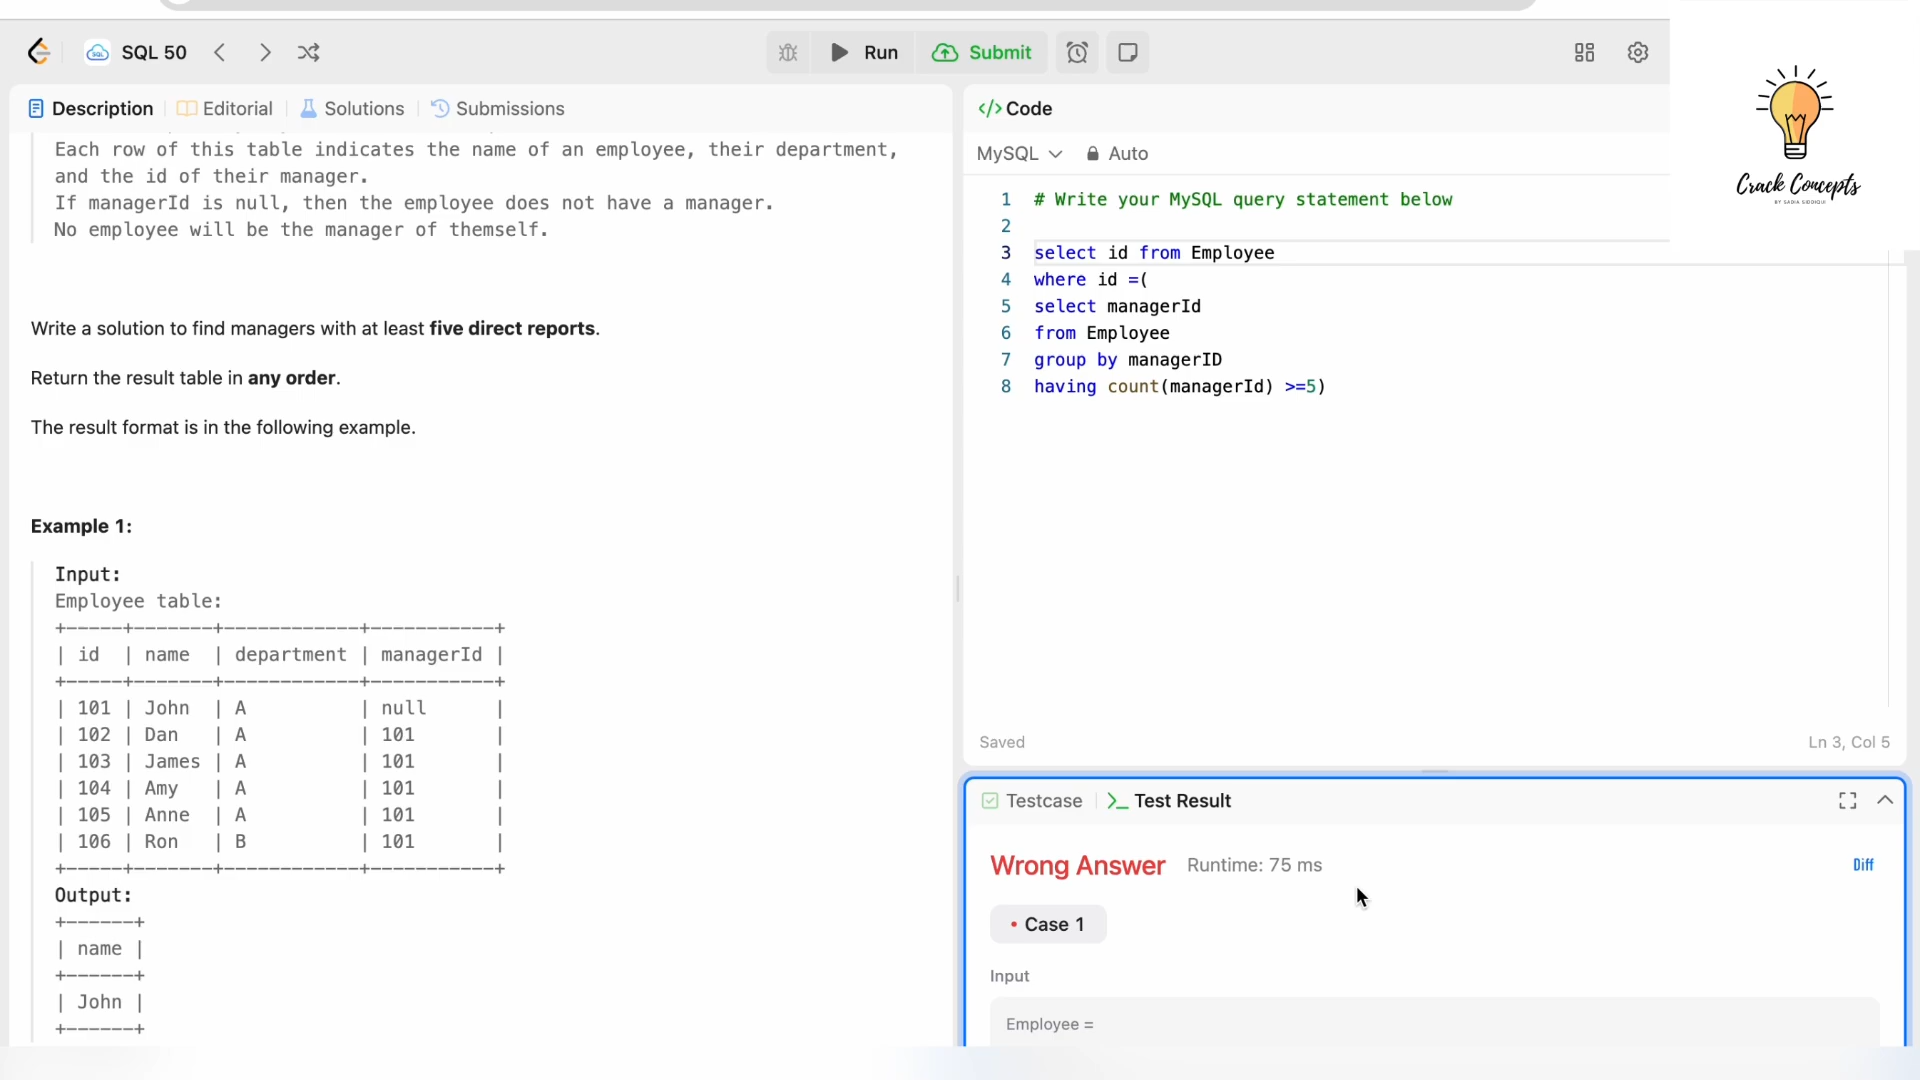 SQL 50
Run
Submit
Description
Editorial
Solutions
Submissions
Each row of this table indicates the name of an employee, their department,
and the id of their manager.
If managerId is null, then the employee does not have a manager.
No employee will be the manager of themself.
Write a solution to find managers with at least five direct reports.
Return the result table in any order.
The result format is in the following example.
Example 1:
Input:
Employee table:
+-----+-------+------------+-----------+
| id  | name  | department | managerId |
+-----+-------+------------+-----------+
| 101 | John  | A          | null      |
| 102 | Dan   | A          | 101       |
| 103 | James | A          | 101       |
| 104 | Amy   | A          | 101       |
| 105 | Anne  | A          | 101       |
| 106 | Ron   | B          | 101       |
+-----+-------+------------+-----------+
Output:
+------+
| name |
+------+
| John |
+------+
</> Code
MySQL
Auto
1 # Write your MySQL query statement below
2
3 select id from Employee
4 where id =(
5 select managerId
6 from Employee
7 group by managerID
8 having count(managerId) >=5)
Saved
Ln 3, Col 5
Testcase
Test Result
Wrong Answer
Runtime: 75 ms
Diff
• Case 1
Input
Employee =
Crack Concepts
BY SADIA SIDDIQUI